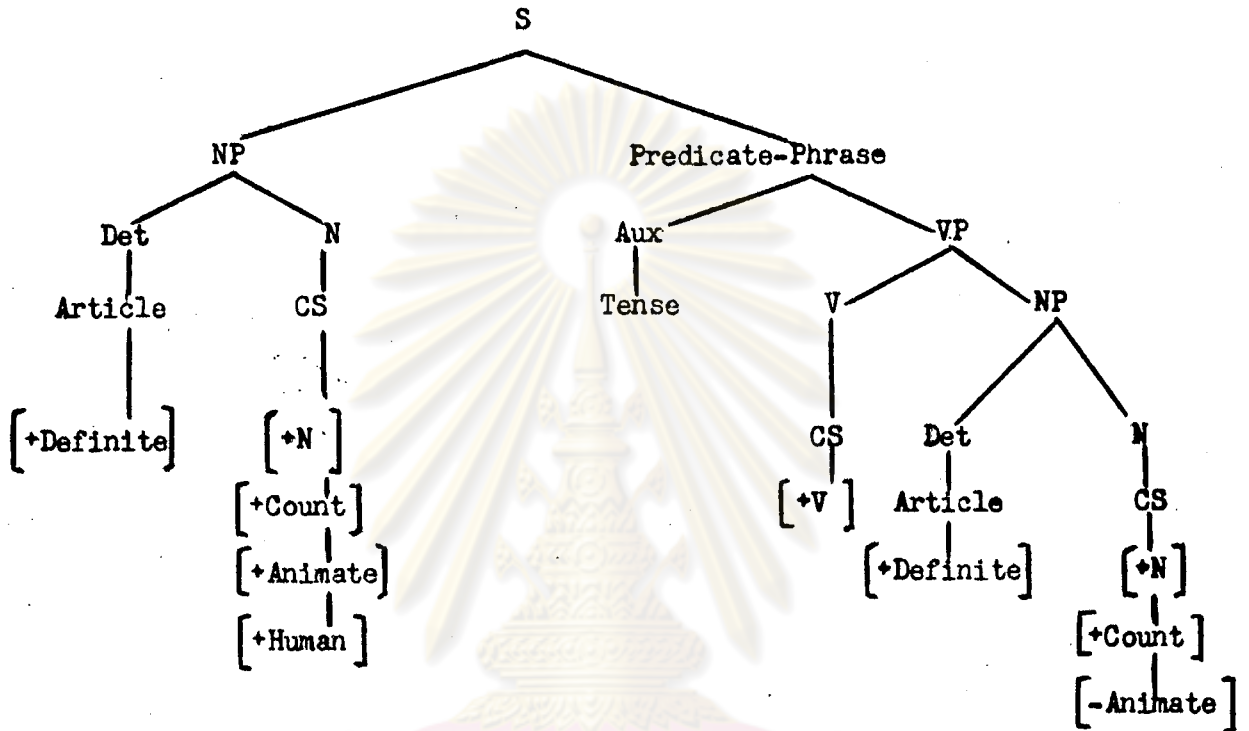 S
NP Predicate-Phrase
Det N Aux VP
Article CS Tense V NP
[+Definite] [+N] CS Det N
[+Count] [+V] Article CS
[+Animate] [+Definite] [+N]
[+Human] [+Count]
[-Animate]